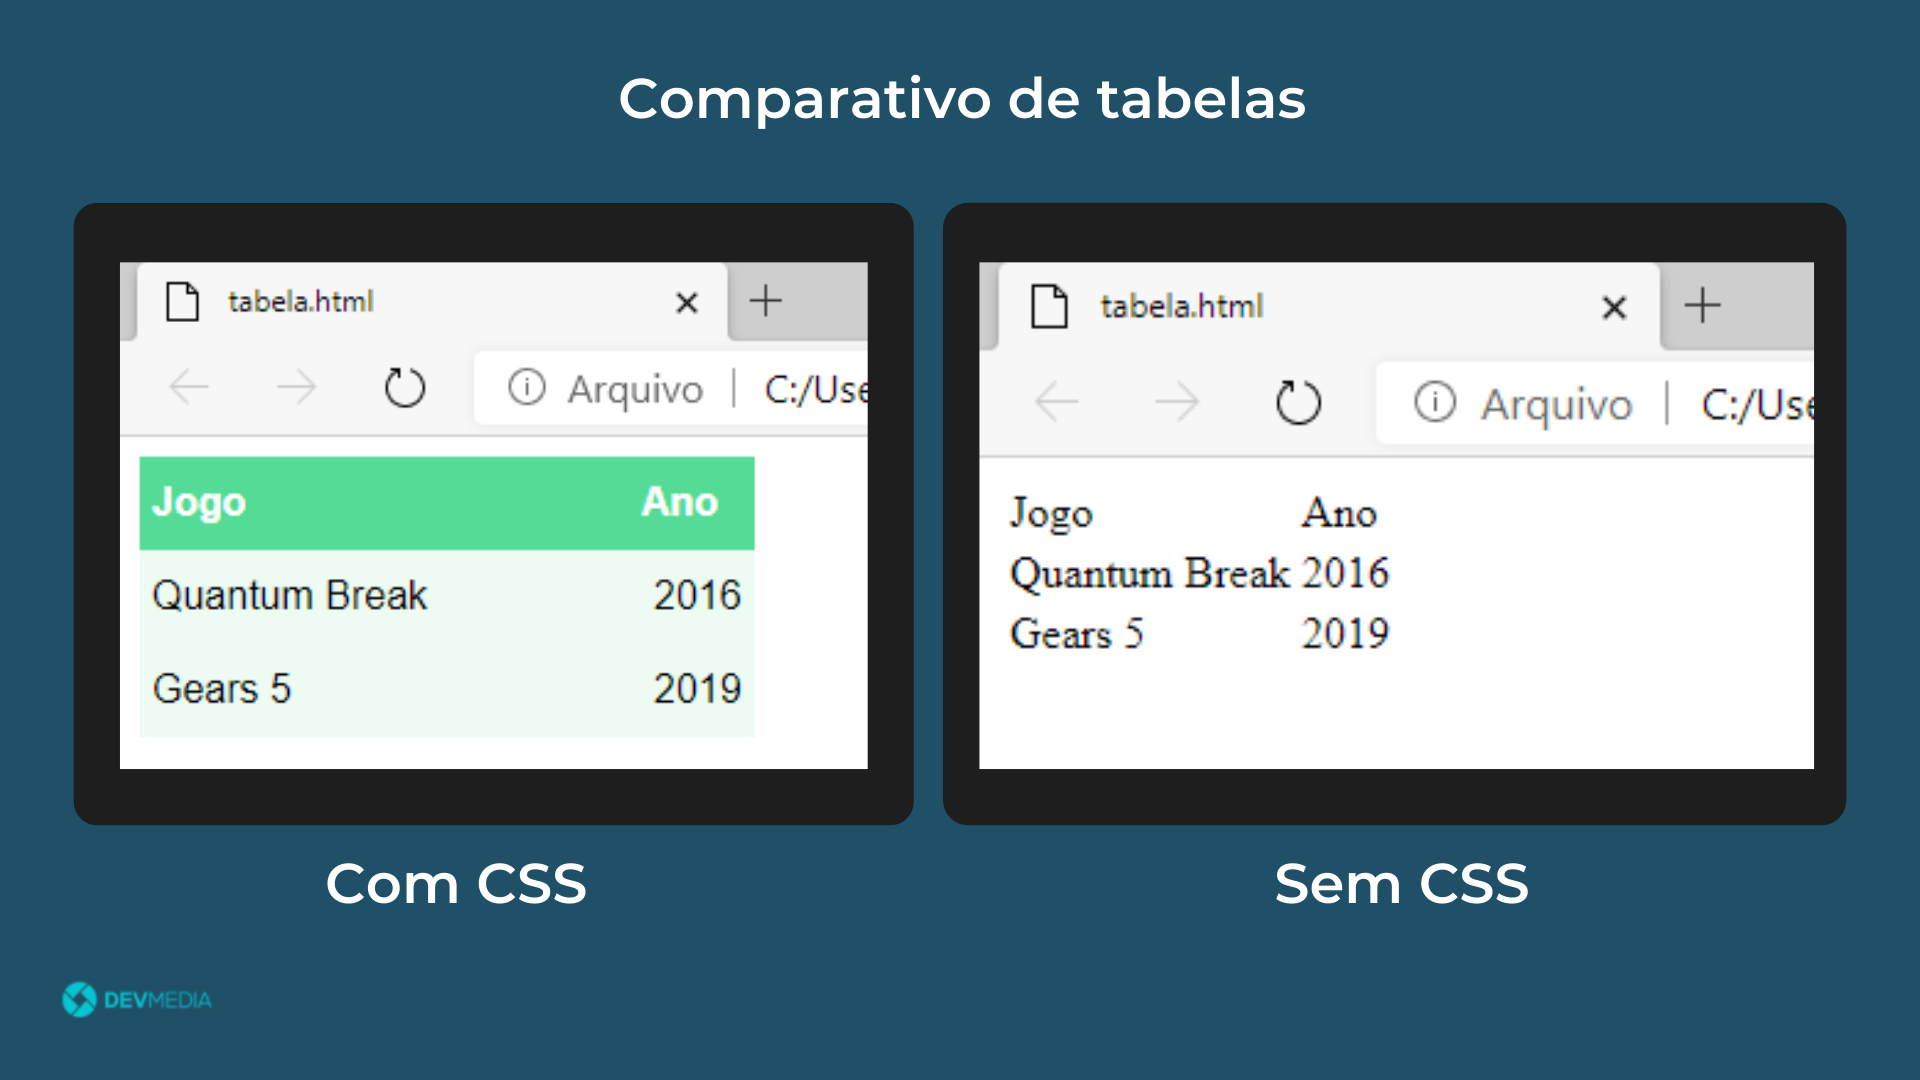 Comparativo de tabelas
tabela.html
Arquivo | C:/Use
Jogo Ano
Quantum Break 2016
Gears 5 2019
Com CSS
tabela.html
Arquivo | C:/Use
Jogo Ano
Quantum Break 2016
Gears 5 2019
Sem CSS
DEVMEDIA